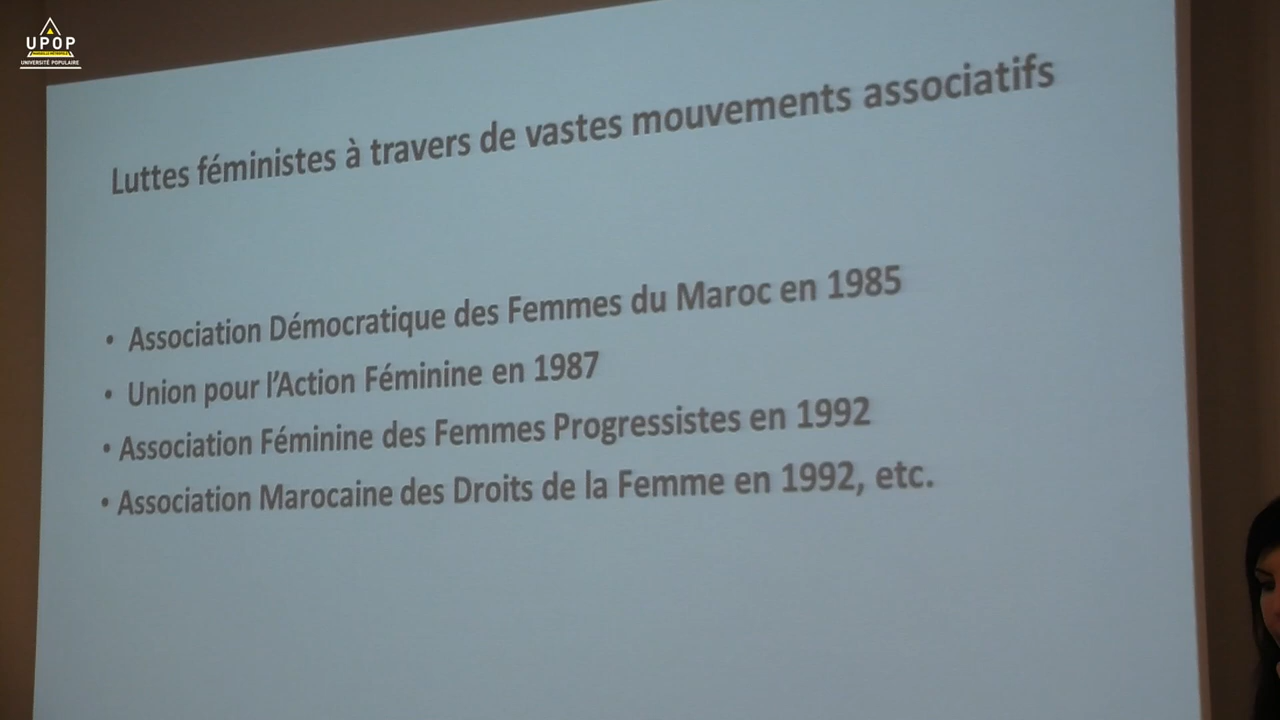 UPOP
UNIVERSITÉ POPULAIRE
Luttes féministes à travers de vastes mouvements associatifs
• Association Démocratique des Femmes du Maroc en 1985
• Union pour l'Action Féminine en 1987
• Association Féminine des Femmes Progressistes en 1992
• Association Marocaine des Droits de la Femme en 1992, etc.